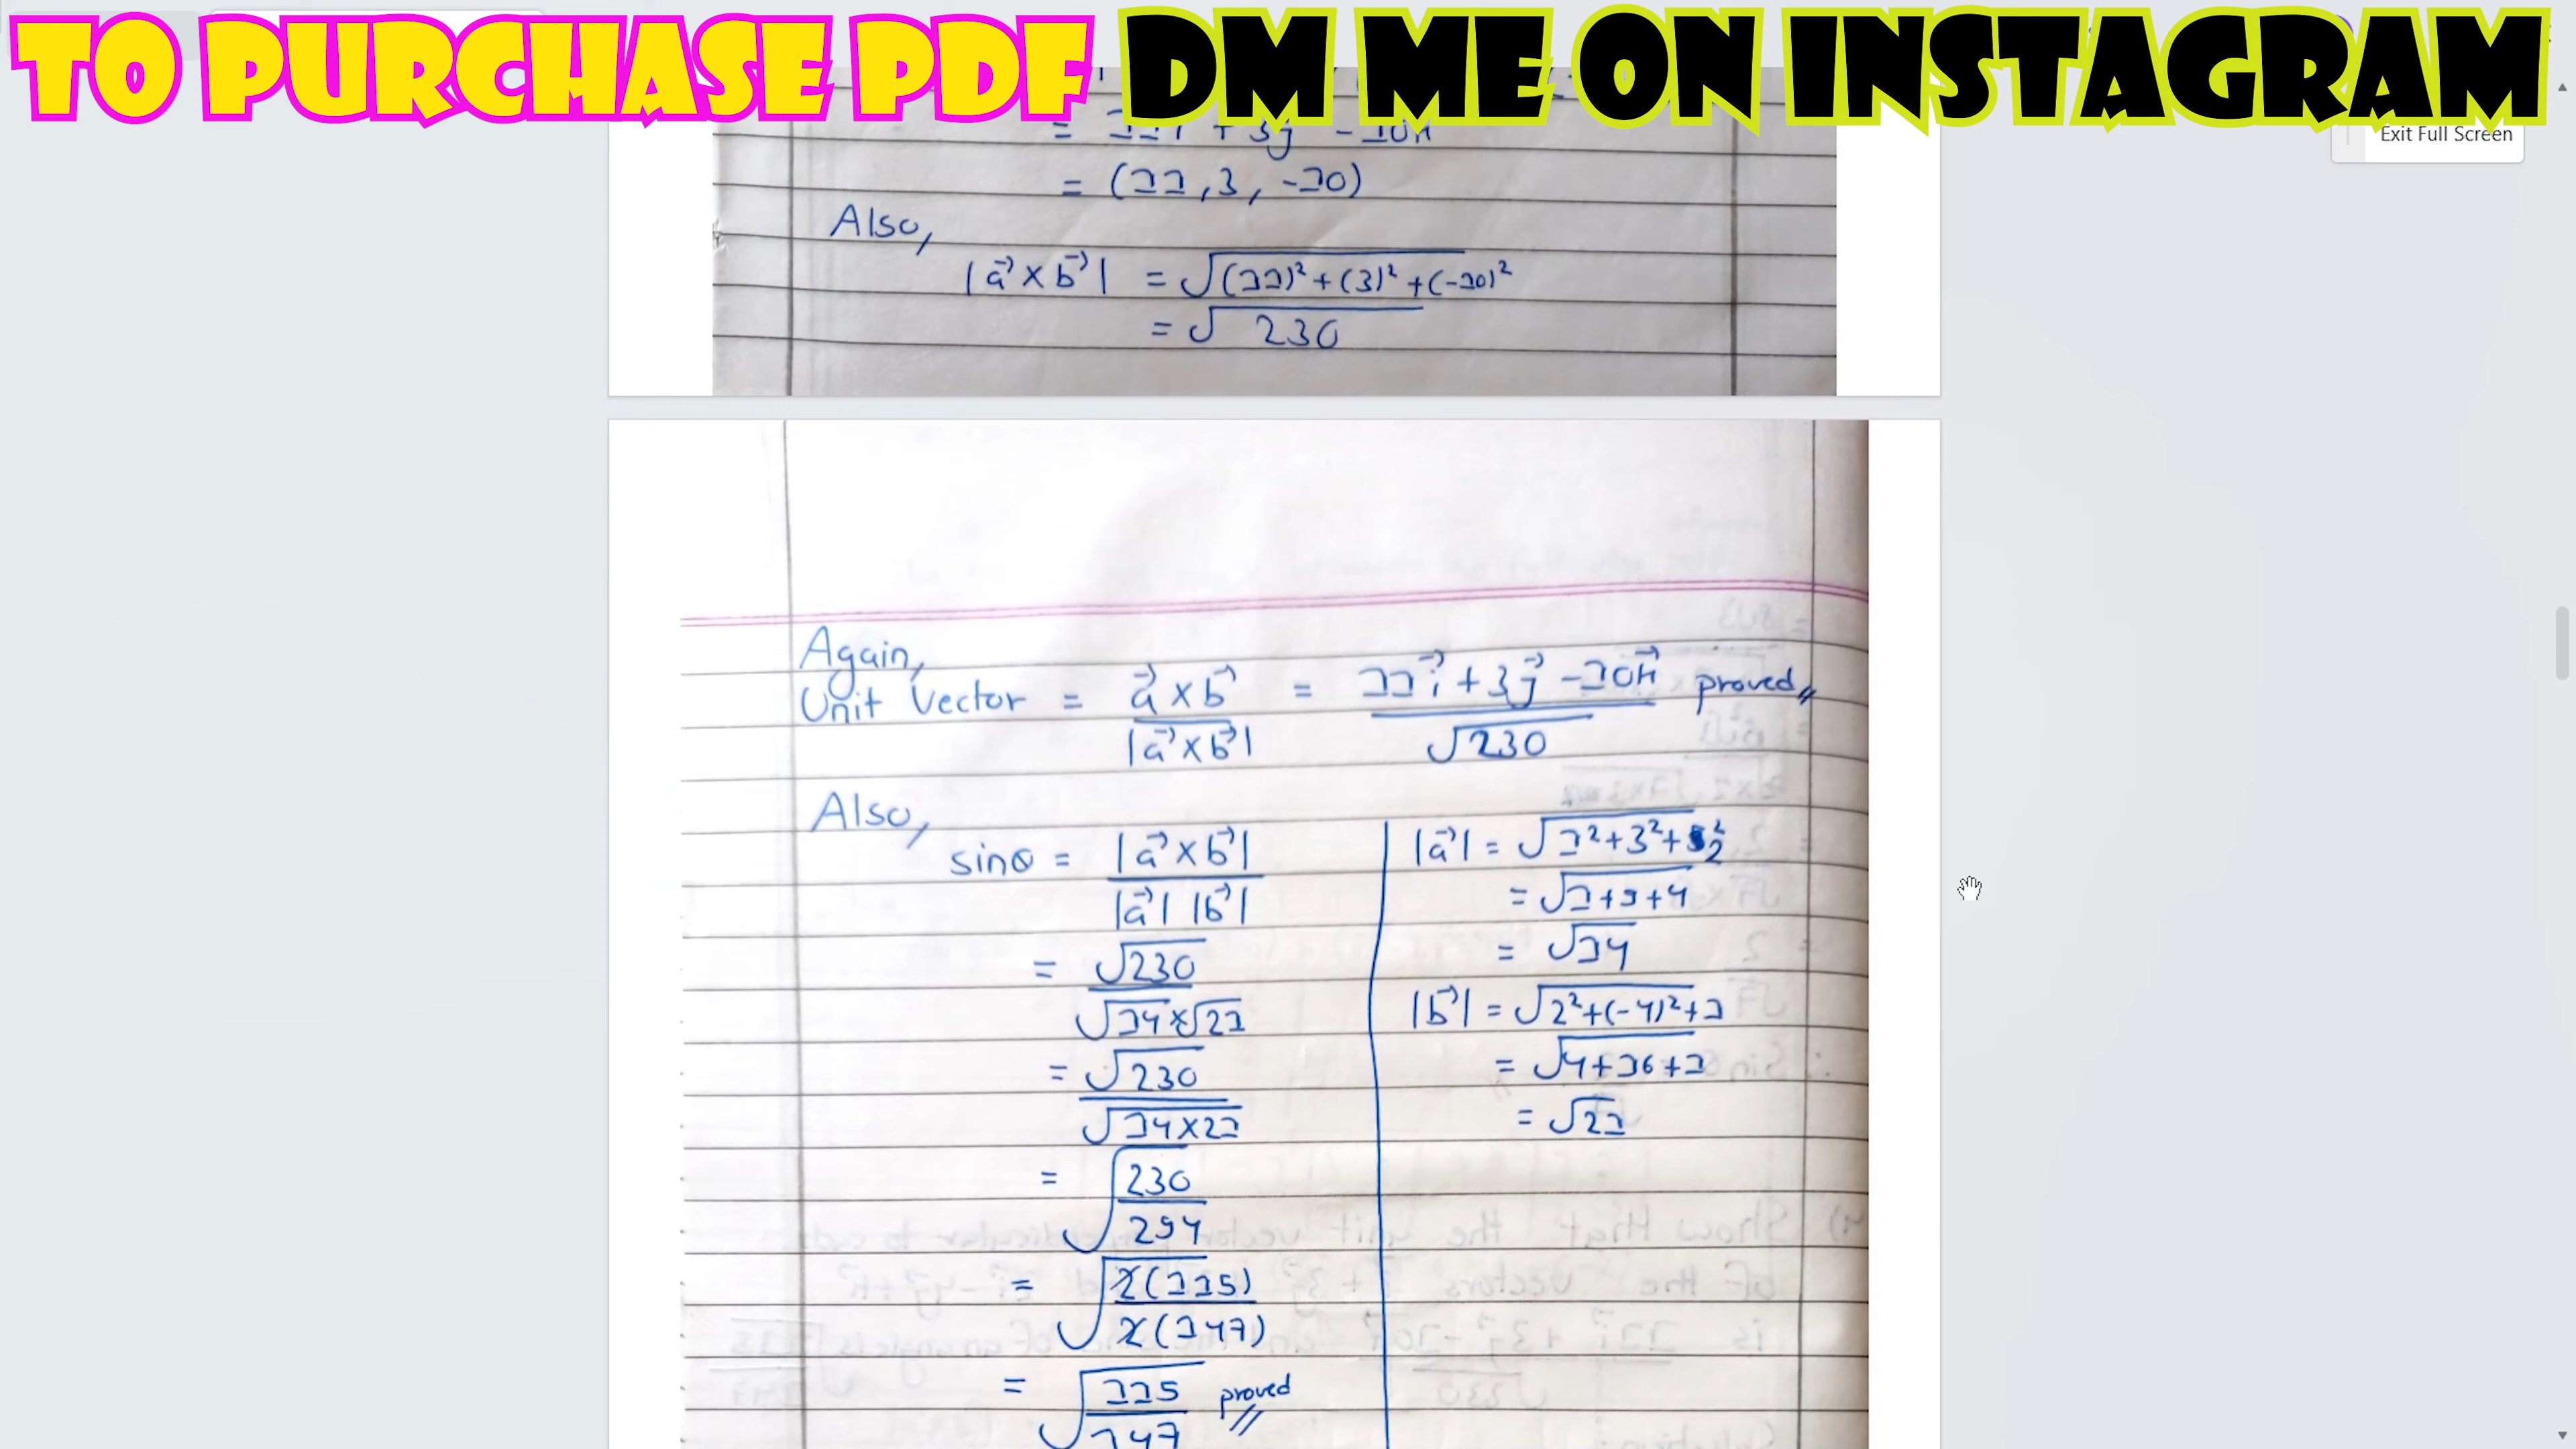 TO PURCHASE PDF DM ME ON INSTAGRAM
Exit Full Screen
= 11i⃗ + 3j⃗ - 10k⃗
= (11, 3, -10)
Also,
|a⃗ × b⃗| = √(11)² + (3)² + (-10)²
= √230
Again,
Unit Vector = a⃗ × b⃗ / |a⃗ × b⃗| = 11i⃗ + 3j⃗ - 10k⃗ / √230 proved//
Also,
sinθ = |a⃗ × b⃗| / |a⃗| |b⃗|
= √230 / √14 × √21
= √230 / √14×21
= √230/294
= √2(115)/2(147)
= √115/147 proved //
|a⃗| = √1² + 3² + 2²
= √1+9+4
= √14
|b⃗| = √2² + (-4)² + 1
= √4+16+1
= √21